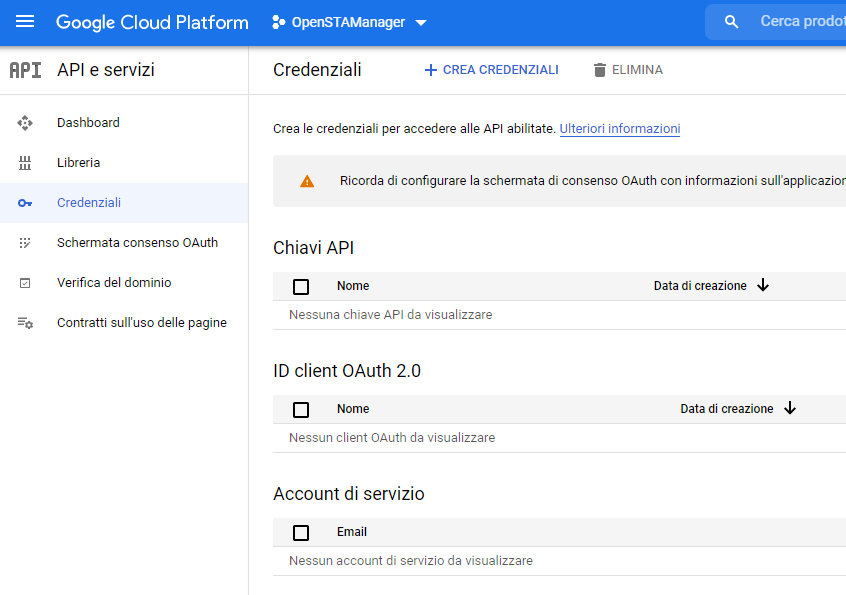 Google Cloud Platform
OpenSTAManager
Cerca prodot
API API e servizi
Credenziali
CREA CREDENZIALI
ELIMINA
Dashboard
Libreria
Credenziali
Schermata consenso OAuth
Verifica del dominio
Contratti sull'uso delle pagine
Crea le credenziali per accedere alle API abilitate. Ulteriori informazioni
Ricorda di configurare la schermata di consenso OAuth con informazioni sull'applicazion
Chiavi API
Nome Data di creazione
Nessuna chiave API da visualizzare
ID client OAuth 2.0
Nome Data di creazione
Nessun client OAuth da visualizzare
Account di servizio
Email
Nessun account di servizio da visualizzare